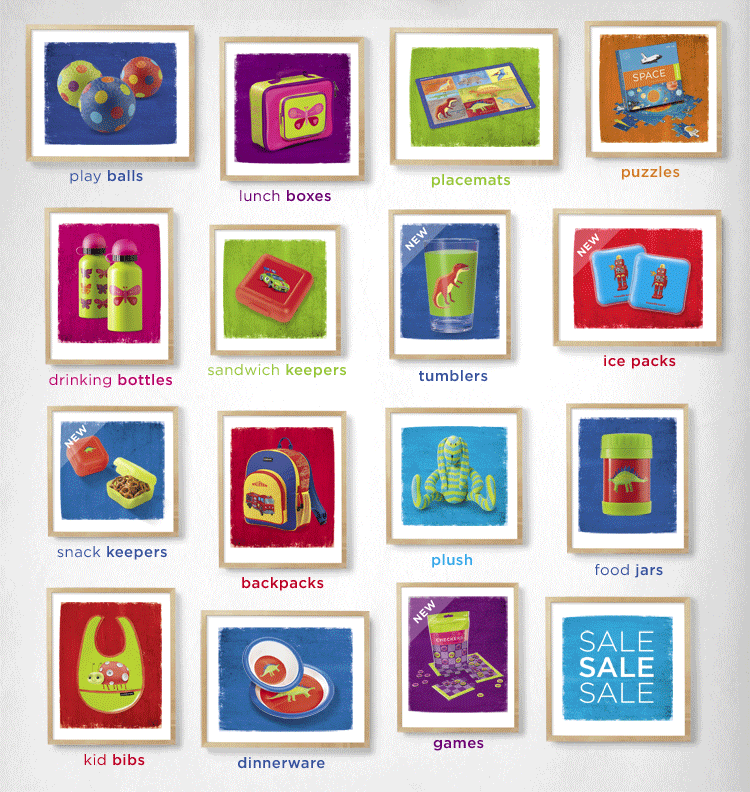 SPACE
play balls
lunch boxes
placemats
puzzles
NEW
NEW
drinking bottles
sandwich keepers
tumblers
ice packs
NEW
snack keepers
backpacks
plush
food jars
NEW
CHECKERS
SALE
SALE
SALE
kid bibs
dinnerware
games